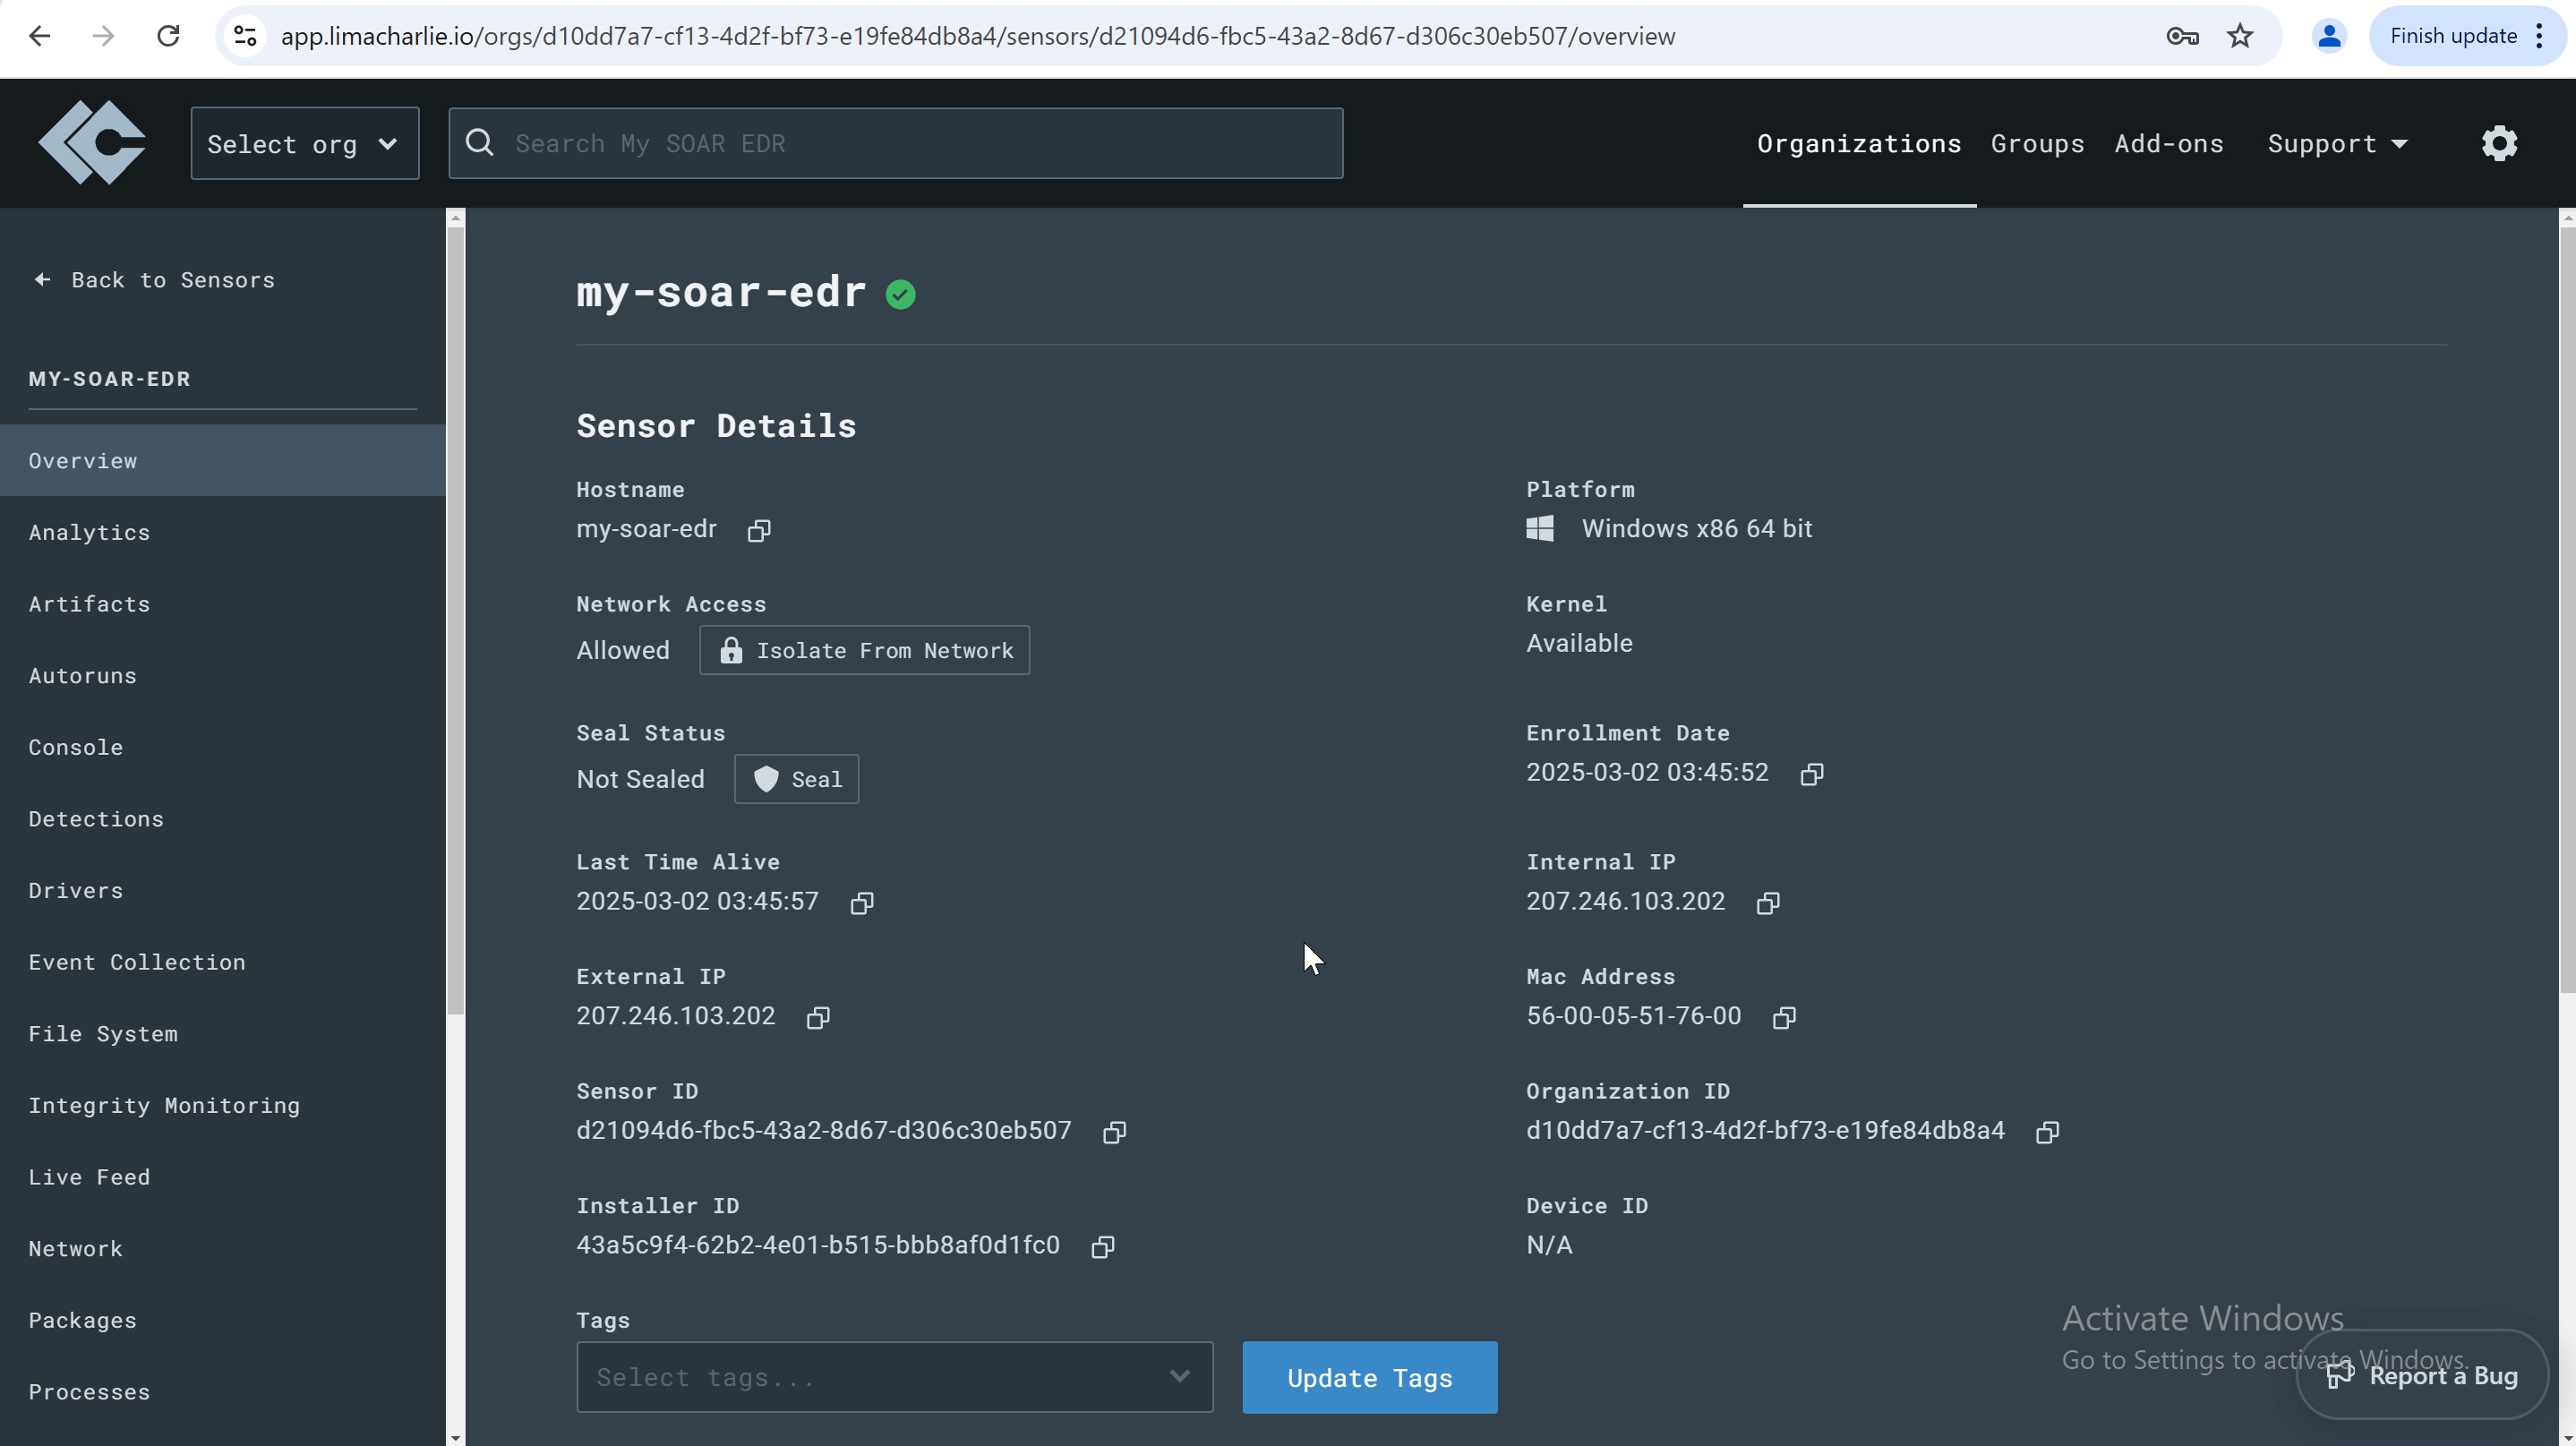 app.limacharlie.io/orgs/d10dd7a7-cf13-4d2f-bf73-e19fe84db8a4/sensors/d21094d6-fbc5-43a2-8d67-d306c30eb507/overview
Finish update
Select org
Search My SOAR EDR
Organizations
Groups
Add-ons
Support
Back to Sensors
MY-SOAR-EDR
Overview
Analytics
Artifacts
Autoruns
Console
Detections
Drivers
Event Collection
File System
Integrity Monitoring
Live Feed
Network
Packages
Processes
my-soar-edr
Sensor Details
Hostname
my-soar-edr
Platform
Windows x86 64 bit
Network Access
Allowed
Isolate From Network
Kernel
Available
Seal Status
Not Sealed
Seal
Enrollment Date
2025-03-02 03:45:52
Last Time Alive
2025-03-02 03:45:57
Internal IP
207.246.103.202
External IP
207.246.103.202
Mac Address
56-00-05-51-76-00
Sensor ID
d21094d6-fbc5-43a2-8d67-d306c30eb507
Organization ID
d10dd7a7-cf13-4d2f-bf73-e19fe84db8a4
Installer ID
43a5c9f4-62b2-4e01-b515-bbb8af0d1fc0
Device ID
N/A
Tags
Select tags...
Update Tags
Activate Windows
Go to Settings to activate Windows.
Report a Bug